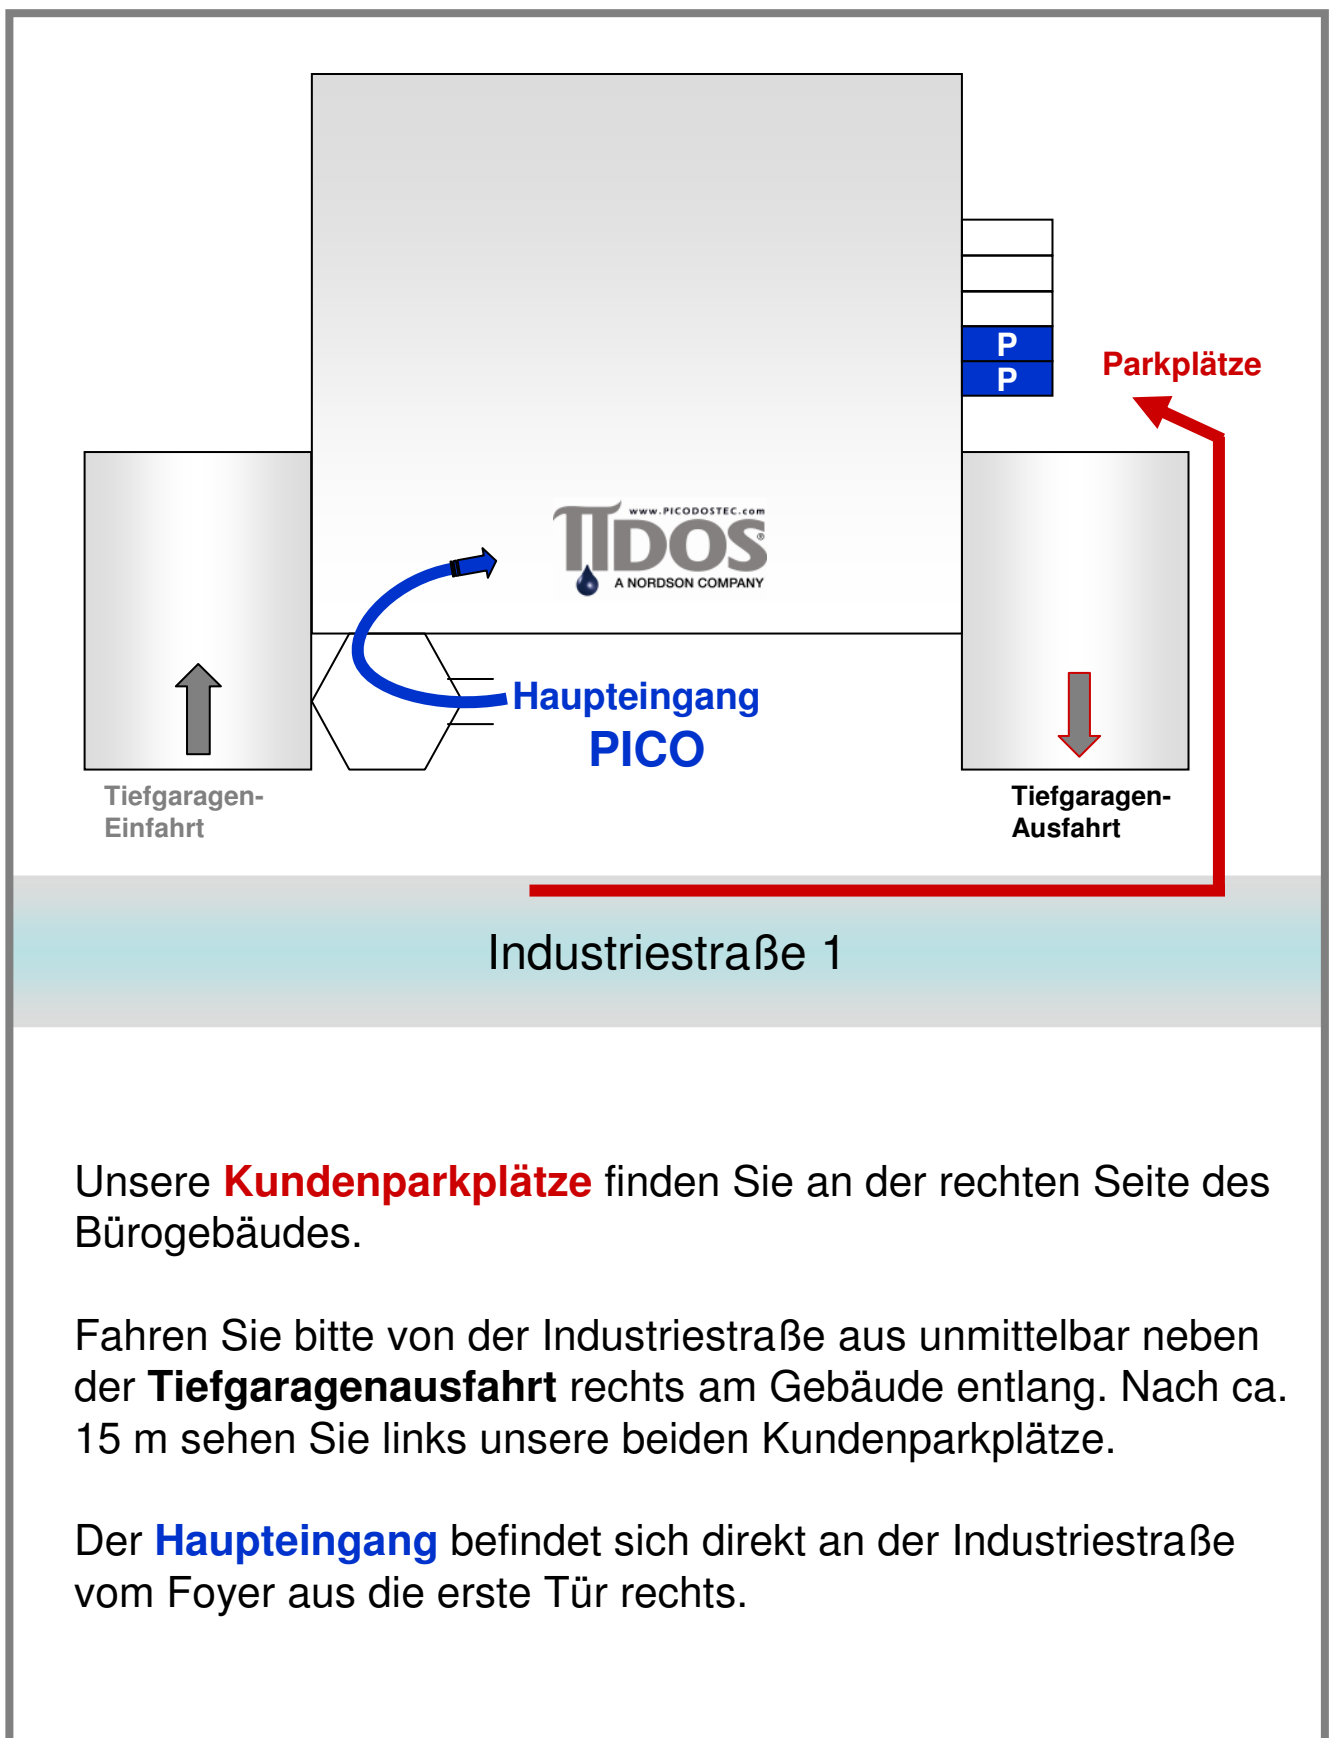 P
P
Parkplätze
www.PICODOSTEC.com
DOS®
A NORDSON COMPANY
Haupteingang
PICO
Tiefgaragen-
Einfahrt
Tiefgaragen-
Ausfahrt
Industriestraße 1
Unsere Kundenparkplätze finden Sie an der rechten Seite des
Bürogebäudes.
Fahren Sie bitte von der Industriestraße aus unmittelbar neben
der Tiefgaragenausfahrt rechts am Gebäude entlang. Nach ca.
15 m sehen Sie links unsere beiden Kundenparkplätze.
Der Haupteingang befindet sich direkt an der Industriestraße
vom Foyer aus die erste Tür rechts.